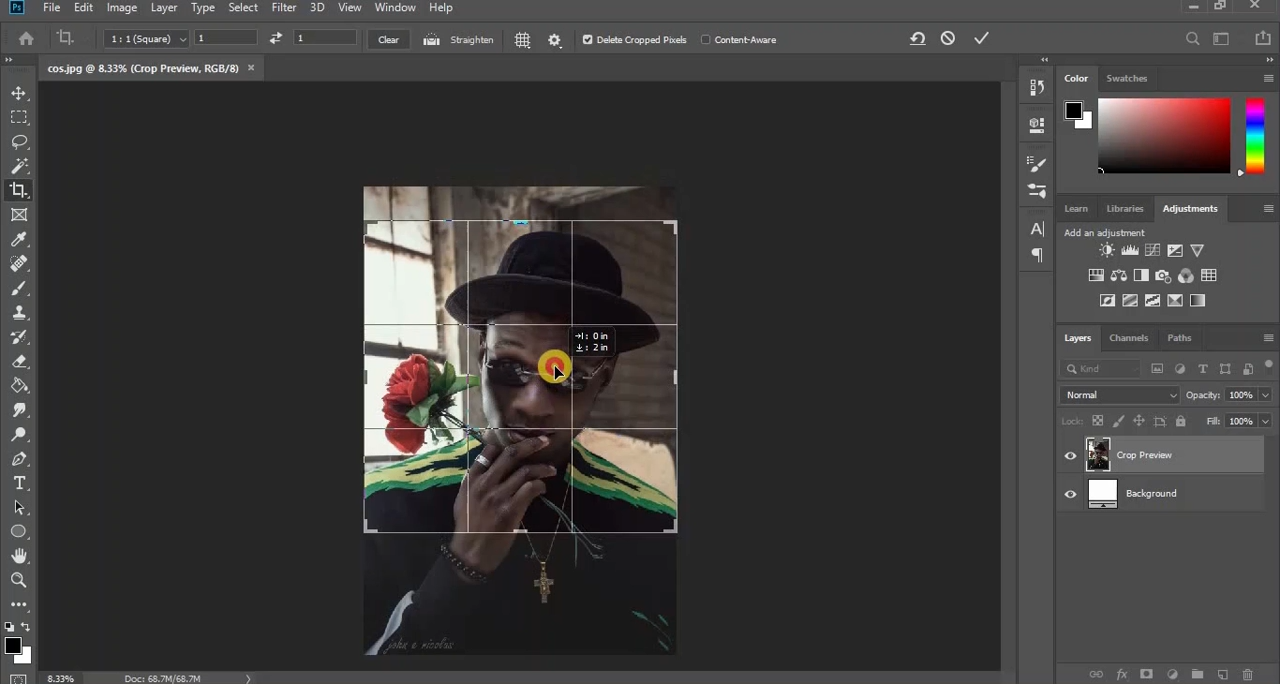 Ps File Edit Image Layer Type Select Filter 3D View Window Help
1 : 1 (Square) 1 1 Clear Straighten Delete Cropped Pixels Content-Aware
cos.jpg @ 8.33% (Crop Preview, RGB/8) ×
Color Swatches
Learn Libraries Adjustments
Add an adjustment
→: 0 in
↓: 2 in
Layers Channels Paths
Kind
Normal Opacity: 100%
Lock: Fill: 100%
Crop Preview
Background
8.33% Doc: 68.7M/68.7M